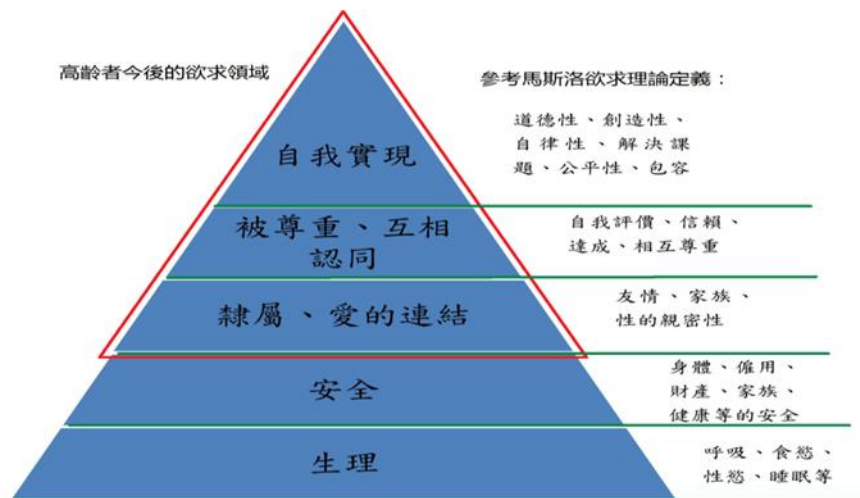 高齡者今後的欲求領域
參考馬斯洛欲求理論定義：
自我實現
道德性、創造性、
自律性、解決課
題、公平性、包容
被尊重、互相
認同
自我評價、信賴、
達成、相互尊重
隸屬、愛的連結
友情、家族、
性的親密性
安全
身體、僱用、
財產、家族、
健康等的安全
生理
呼吸、食慾、
性慾、睡眠等